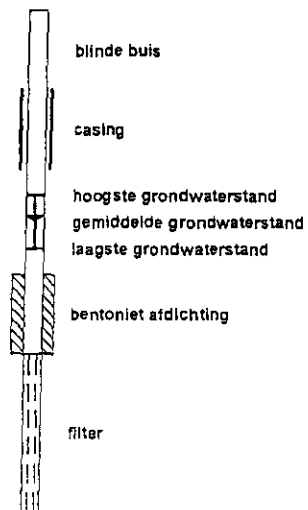 blinde buis
casing
hoogste grondwaterstand
gemiddelde grondwaterstand
laagste grondwaterstand
bentoniet afdichting
filter